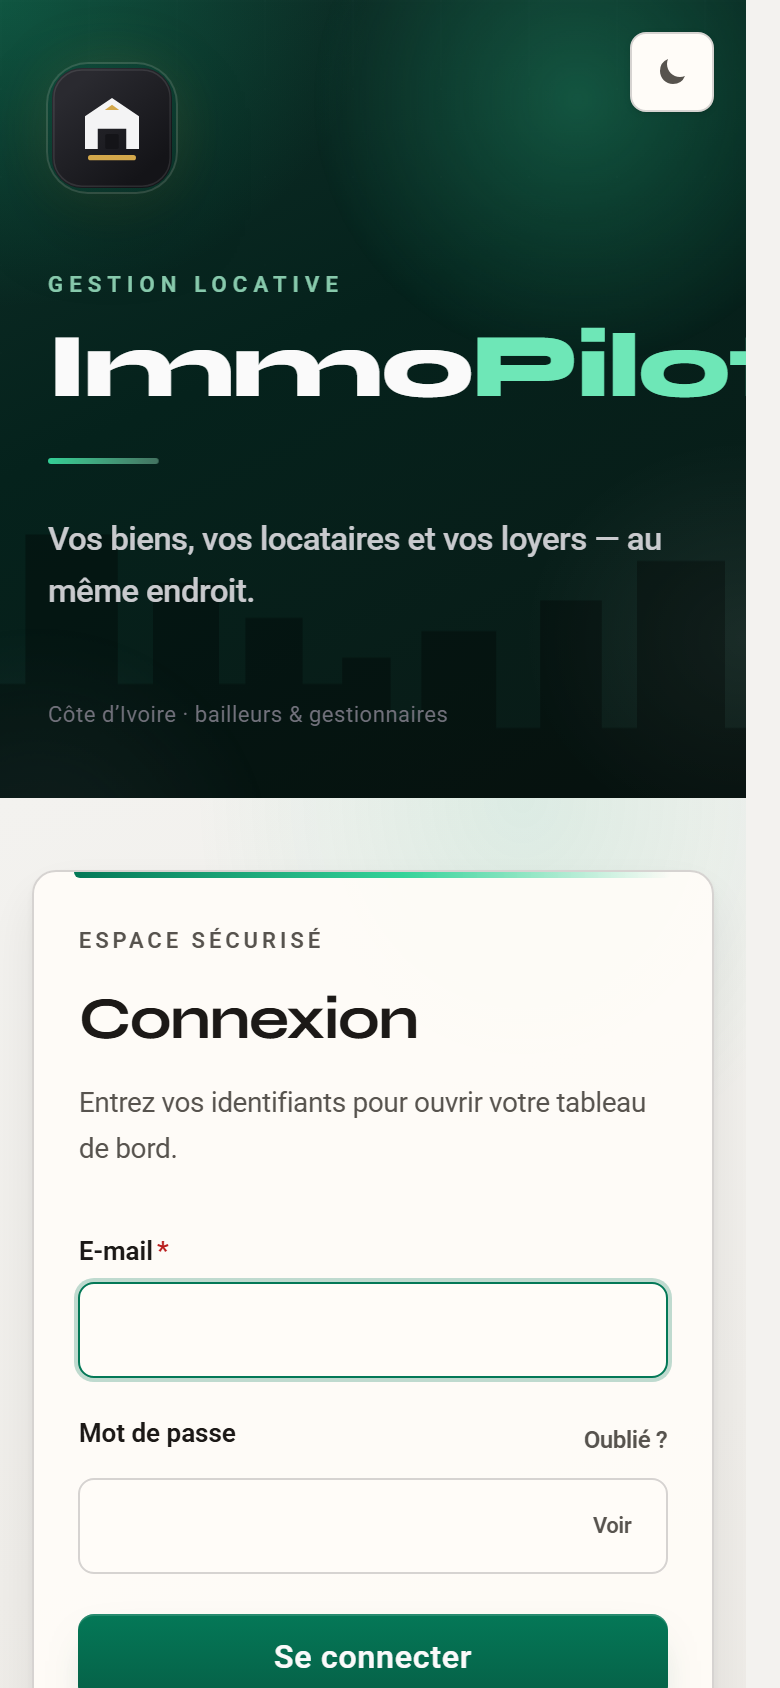 GESTION LOCATIVE
ImmoPilot
Vos biens, vos locataires et vos loyers — au
même endroit.
Côte d’Ivoire · bailleurs & gestionnaires
ESPACE SÉCURISÉ
Connexion
Entrez vos identifiants pour ouvrir votre tableau
de bord.
E-mail *
Mot de passe
Oublié ?
Voir
Se connecter